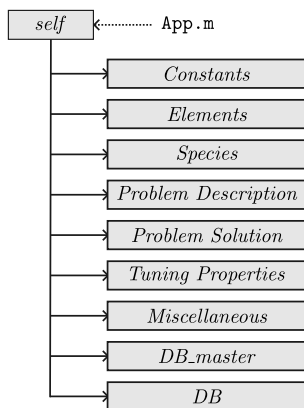 self App.m
Constants
Elements
Species
Problem Description
Problem Solution
Tuning Properties
Miscellaneous
DB_master
DB